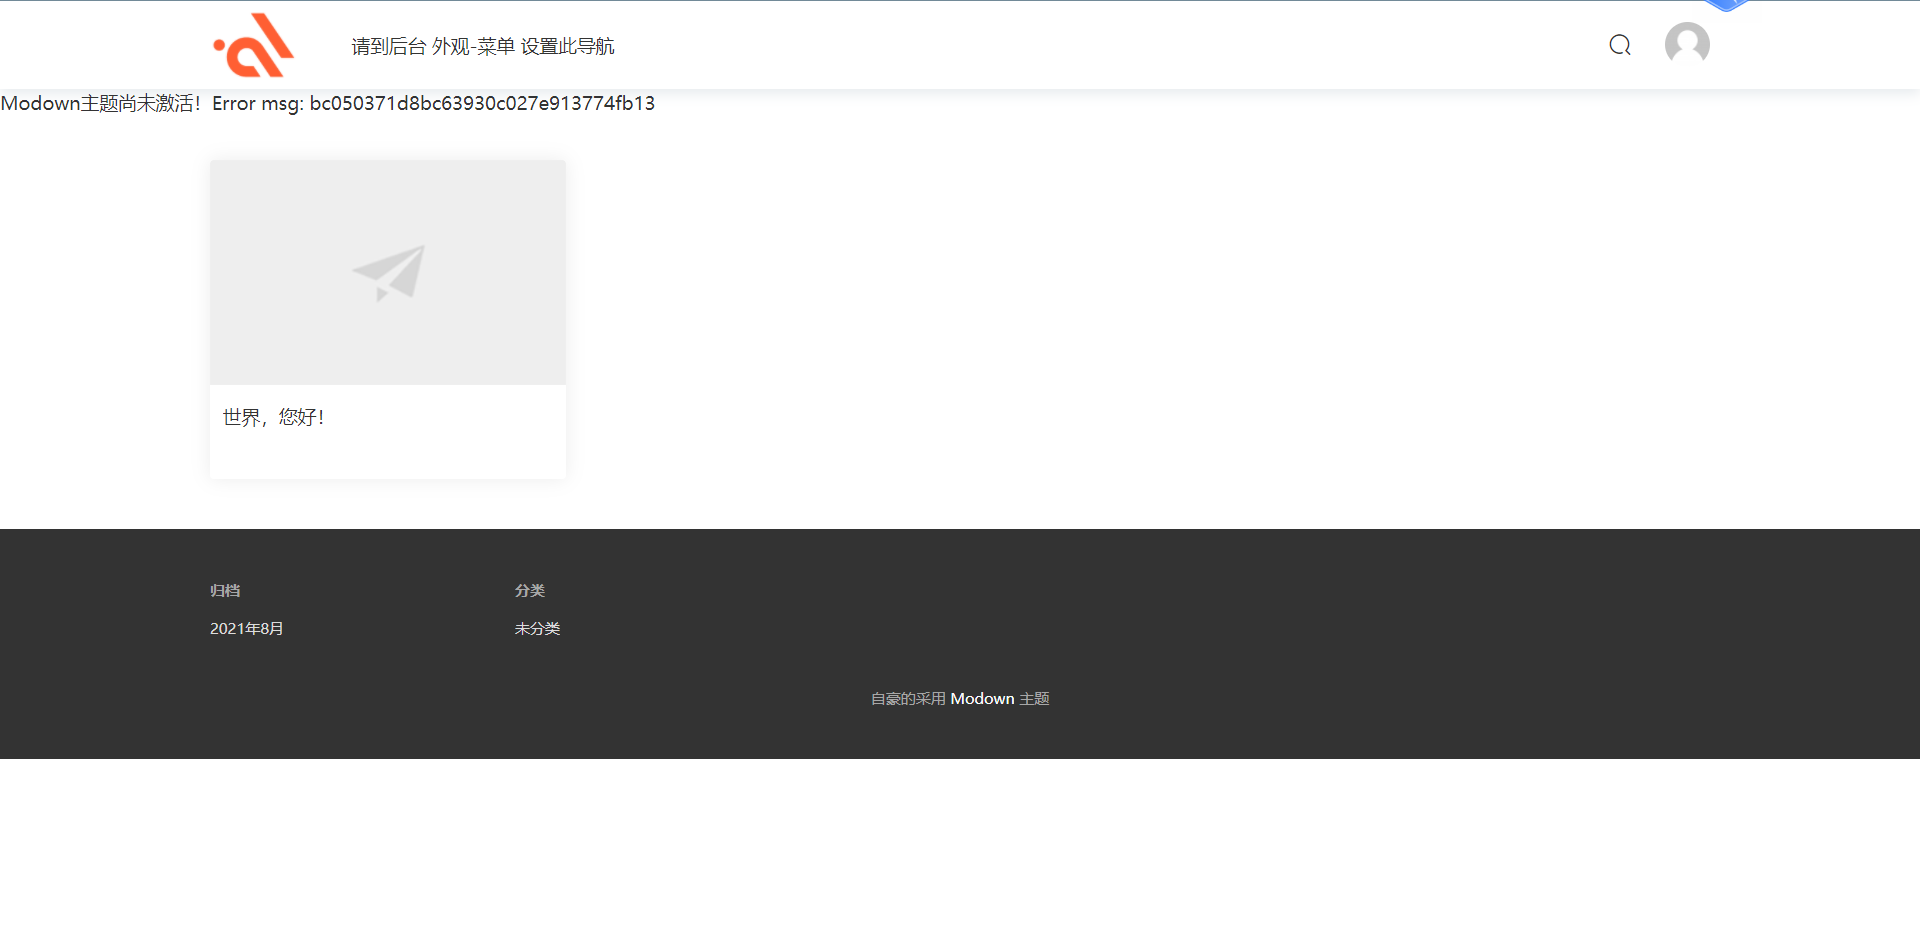 请到后台 外观-菜单 设置此导航
Modown主题尚未激活！Error msg: bc050371d8bc63930c027e913774fb13
世界，您好！
归档
分类
2021年8月
未分类
自豪的采用 Modown 主题